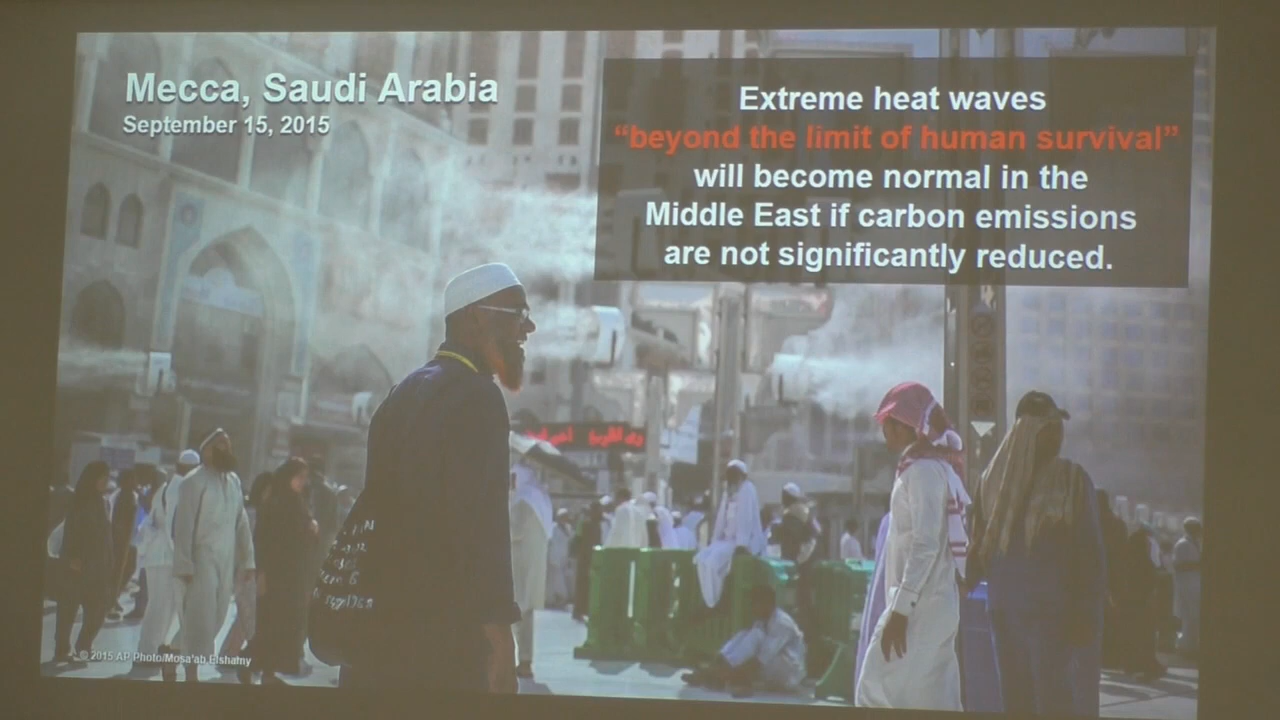 Mecca, Saudi Arabia
September 15, 2015
Extreme heat waves
“beyond the limit of human survival”
will become normal in the
Middle East if carbon emissions
are not significantly reduced.
© 2015 AP Photo/Mosa'ab Elshamy